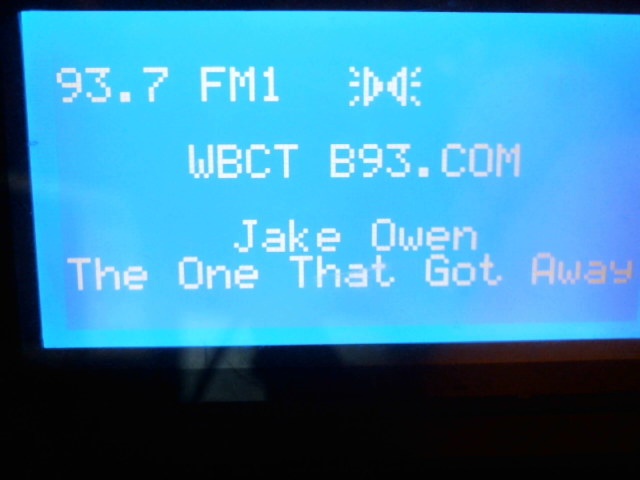 93.7 FM1
WBCT B93.COM
Jake Owen
The One That Got Away